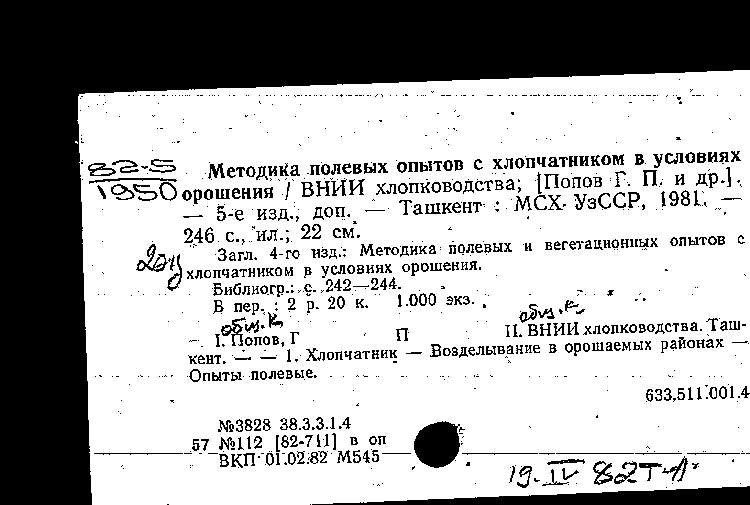 82-5
1950
Методика полевых опытов с хлопчатником в условиях
орошения / ВНИИ хлопководства; [Попов Г. П. и др.].
— 5-е изд., доп. — Ташкент : МСХ УзССР, 1981. —
246 с., ил.; 22 см.
Загл. 4-го изд.: Методика полевых и вегетационных опытов с
хлопчатником в условиях орошения.
Библиогр.: с. 242—244.
В пер. : 2 р. 20 к. 1.000 экз.
I. Попов, Г П II. ВНИИ хлопководства. Таш-
кент. — — 1. Хлопчатник — Возделывание в орошаемых районах —
Опыты полевые.
633.511.001.4
№3828 38.3.3.1.4
57 №112 [82-711] в оп
ВКП 01.02.82 М545
19. IV 82 Т-А